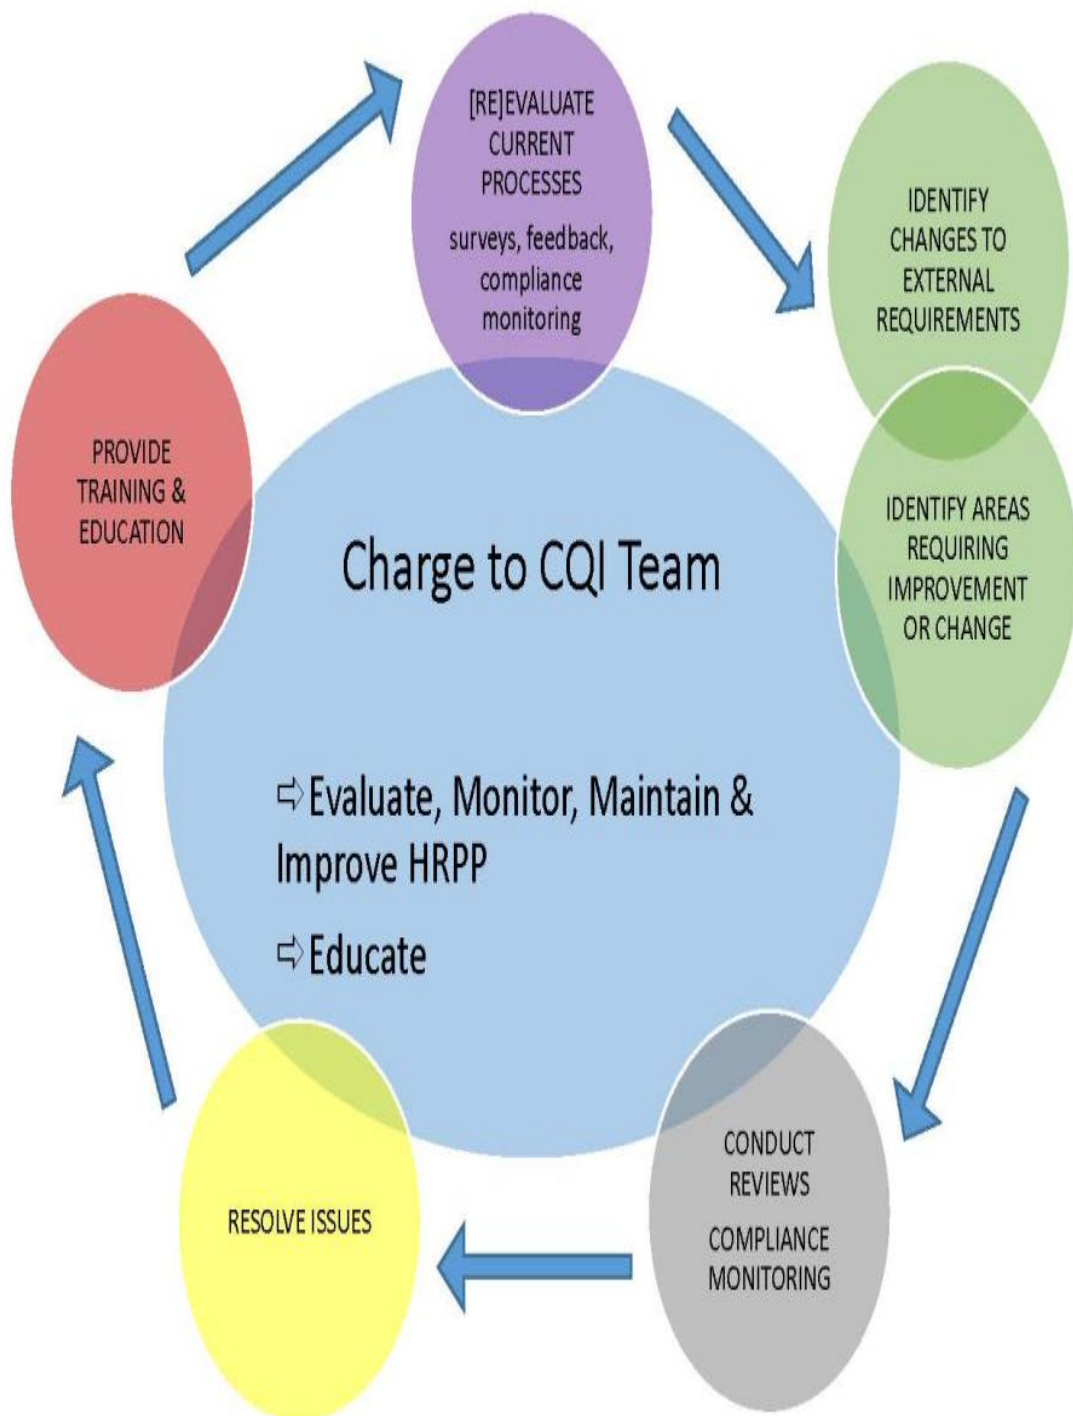 [RE]EVALUATE
CURRENT
PROCESSES
surveys, feedback,
compliance
monitoring
IDENTIFY
CHANGES TO
EXTERNAL
REQUIREMENTS
IDENTIFY AREAS
REQUIRING
IMPROVEMENT
OR CHANGE
CONDUCT
REVIEWS
COMPLIANCE
MONITORING
RESOLVE ISSUES
PROVIDE
TRAINING &
EDUCATION
Charge to CQI Team
⇨Evaluate, Monitor, Maintain &
Improve HRPP
⇨Educate